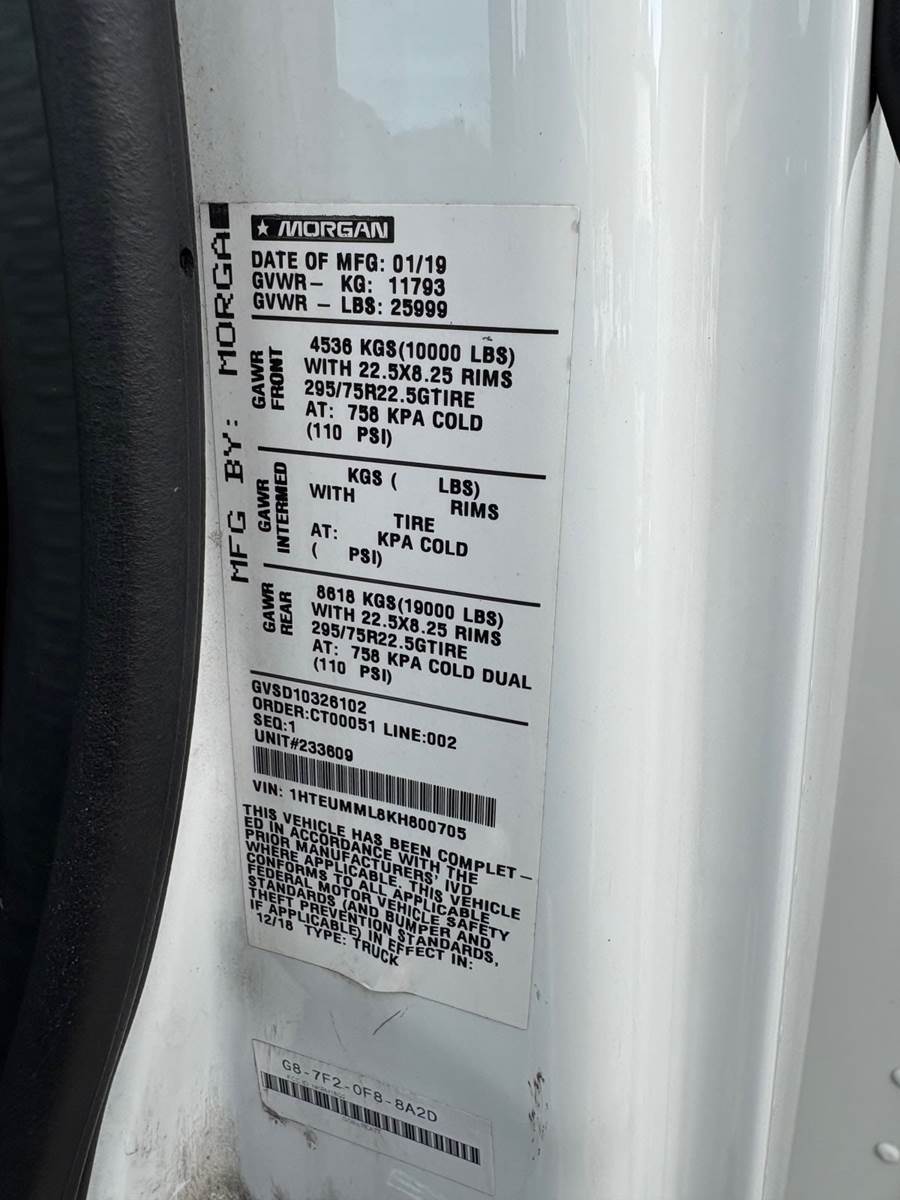 MORGAN
DATE OF MFG: 01/19
GVWR- KG: 11793
GVWR - LBS: 25999
MFG BY: MORGA
GAWR FRONT
4536 KGS(10000 LBS)
WITH 22.5X8.25 RIMS
295/75R22.5GTIRE
AT: 758 KPA COLD
(110 PSI)
GAWR INTERMED
KGS ( LBS)
WITH RIMS
TIRE
AT: KPA COLD
( PSI)
GAWR REAR
8618 KGS(19000 LBS)
WITH 22.5X8.25 RIMS
295/75R22.5GTIRE
AT: 758 KPA COLD DUAL
(110 PSI)
GVSD10326102
ORDER:CT00051 LINE:002
SEQ:1
UNIT#233609
VIN: 1HTEUMML8KH800705
THIS VEHICLE HAS BEEN COMPLET-
ED IN ACCORDANCE WITH THE
PRIOR MANUFACTURERS' IVD
WHERE APPLICABLE. THIS VEHICLE
CONFORMS TO ALL APPLICABLE
FEDERAL MOTOR VEHICLE SAFETY
STANDARDS (AND BUMPER AND
THEFT PREVENTION STANDARDS,
IF APPLICABLE) IN EFFECT IN:
12/18 TYPE: TRUCK
G8-7F2-0F8-8A2D